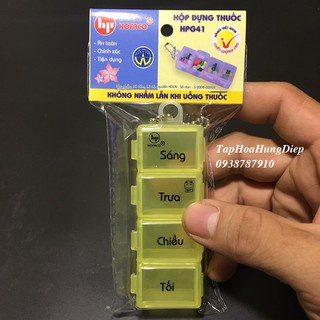 hp
HỘP ĐỰNG THUỐC
HPG41
- An toàn
- Chính xác
- Tiện dụng
KHÔNG NHẦM LẪN KHI UỐNG THUỐC
Sáng
TapHoaHungDiep
0938787910
Trưa
Chiều
Tối